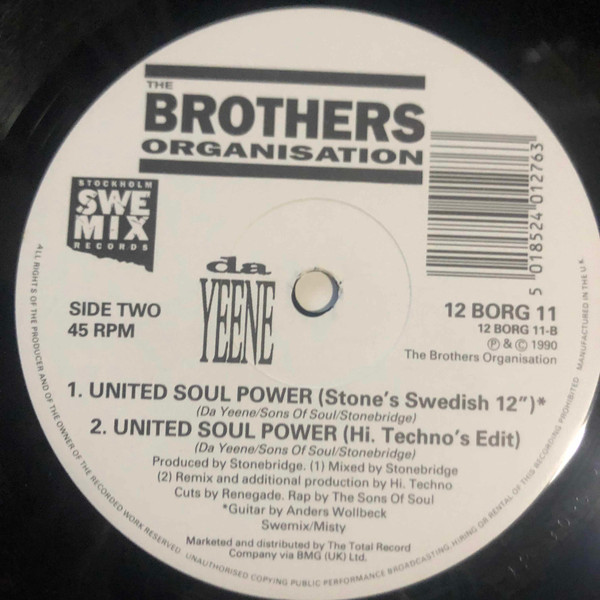 THE
BROTHERS
ORGANISATION
STOCKHOLM
SWE
MIX
RECORDS
5 018524 012763
da
YEENE
SIDE TWO
45 RPM
12 BORG 11
12 BORG 11-B
Ⓟ & © 1990
The Brothers Organisation
1. UNITED SOUL POWER (Stone's Swedish 12")*
(Da Yeene/Sons Of Soul/Stonebridge)
2. UNITED SOUL POWER (Hi. Techno's Edit)
(Da Yeene/Sons Of Soul/Stonebridge)
Produced by Stonebridge. (1) Mixed by Stonebridge
(2) Remix and additional production by Hi. Techno
Cuts by Renegade. Rap by The Sons Of Soul
*Guitar by Anders Wollbeck
Swemix/Misty
Marketed and distributed by The Total Record
Company via BMG (UK) Ltd.
ALL RIGHTS OF THE PRODUCER AND OF THE OWNER OF THE RECORDED WORK RESERVED. UNAUTHORISED COPYING PUBLIC PERFORMANCE BROADCASTING, HIRING OR RENTAL OF THIS RECORDING PROHIBITED MANUFACTURED IN THE U.K.